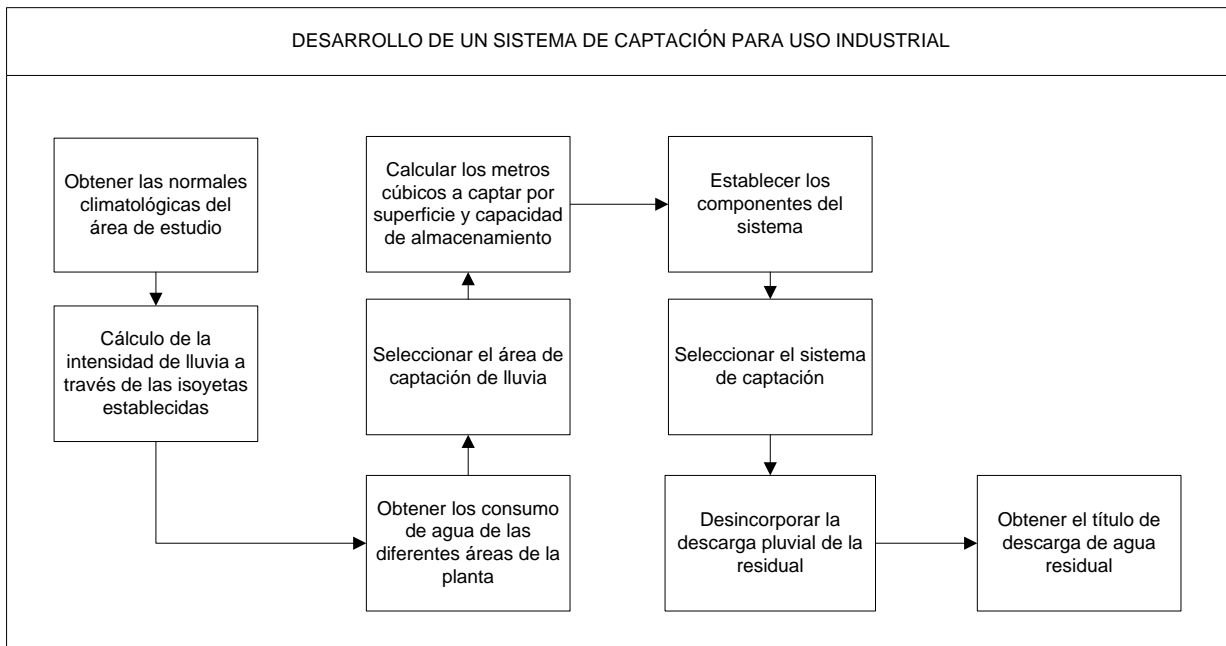 DESARROLLO DE UN SISTEMA DE CAPTACIÓN PARA USO INDUSTRIAL
Obtener las normales
climatológicas del
área de estudio
Cálculo de la
intensidad de lluvia a
través de las isoyetas
establecidas
Obtener los consumo
de agua de las
diferentes áreas de la
planta
Seleccionar el área de
captación de lluvia
Calcular los metros
cúbicos a captar por
superficie y capacidad
de almacenamiento
Establecer los
componentes del
sistema
Seleccionar el sistema
de captación
Desincorporar la
descarga pluvial de la
residual
Obtener el título de
descarga de agua
residual